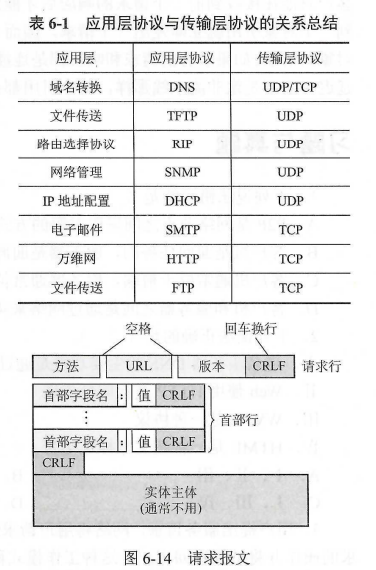 表 6-1 应用层协议与传输层协议的关系总结
应用层 应用层协议 传输层协议
域名转换 DNS UDP/TCP
文件传送 TFTP UDP
路由选择协议 RIP UDP
网络管理 SNMP UDP
IP 地址配置 DHCP UDP
电子邮件 SMTP TCP
万维网 HTTP TCP
文件传送 FTP TCP
空格 回车换行
方法 URL 版本 CRLF 请求行
首部字段名 : 值 CRLF
⋮ 首部行
首部字段名 : 值 CRLF
CRLF
实体主体
(通常不用)
图 6-14 请求报文